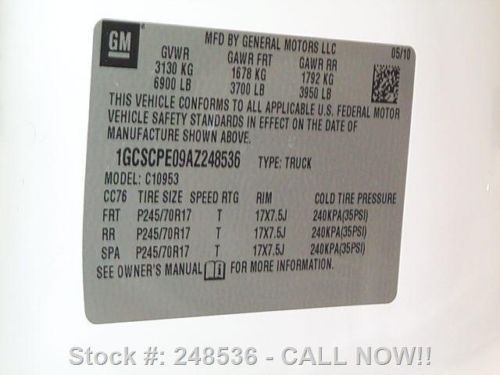 GM
MFD BY GENERAL MOTORS LLC
05/10
GVWR GAWR FRT GAWR RR
3130 KG 1678 KG 1792 KG
6900 LB 3700 LB 3950 LB
THIS VEHICLE CONFORMS TO ALL APPLICABLE U.S. FEDERAL MOTOR
VEHICLE SAFETY STANDARDS IN EFFECT ON THE DATE OF
MANUFACTURE SHOWN ABOVE.
1GCSCPE09AZ248536 TYPE: TRUCK
MODEL: C10953
CC76 TIRE SIZE SPEED RTG RIM COLD TIRE PRESSURE
FRT P245/70R17 T 17X7.5J 240KPA(35PSI)
RR P245/70R17 T 17X7.5J 240KPA(35PSI)
SPA P245/70R17 T 17X7.5J 240KPA(35PSI)
SEE OWNER'S MANUAL FOR MORE INFORMATION.
Stock #: 248536 - CALL NOW!!